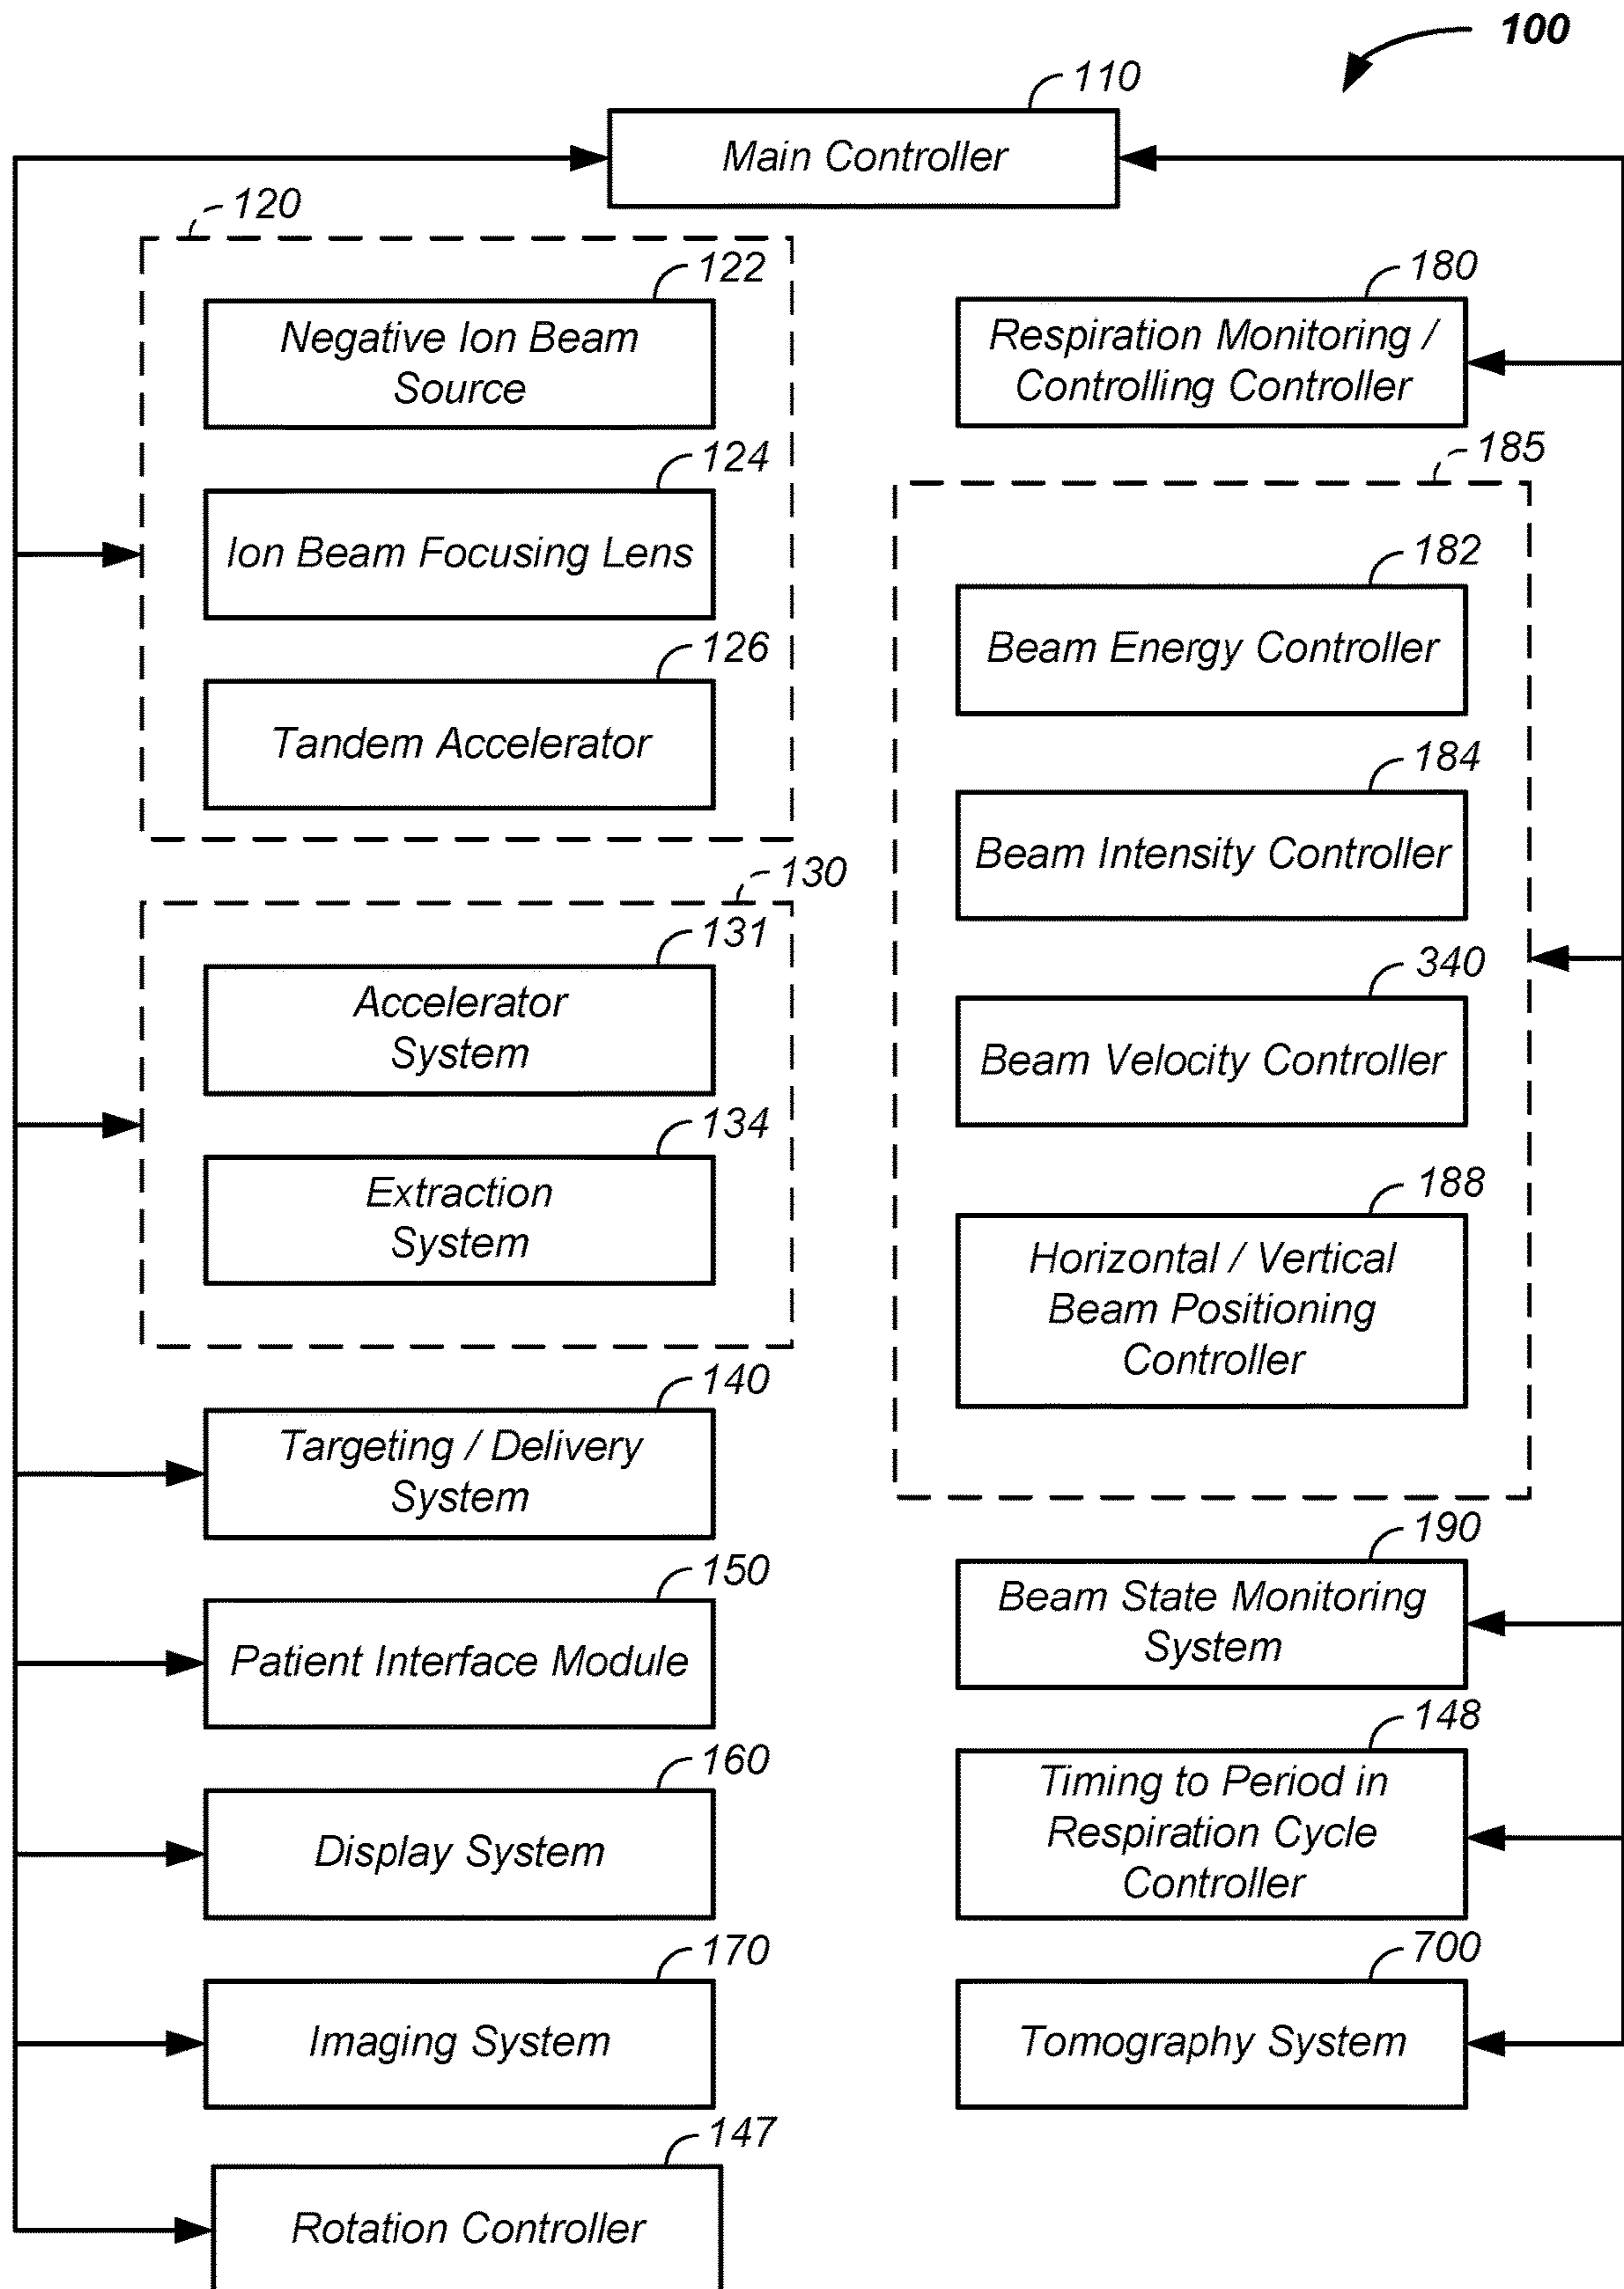 100
110
Main Controller
120
122
Negative Ion Beam
Source
124
Ion Beam Focusing Lens
126
Tandem Accelerator
130
131
Accelerator
System
134
Extraction
System
140
Targeting / Delivery
System
150
Patient Interface Module
160
Display System
170
Imaging System
147
Rotation Controller
180
Respiration Monitoring /
Controlling Controller
185
182
Beam Energy Controller
184
Beam Intensity Controller
340
Beam Velocity Controller
188
Horizontal / Vertical
Beam Positioning
Controller
190
Beam State Monitoring
System
148
Timing to Period in
Respiration Cycle
Controller
700
Tomography System